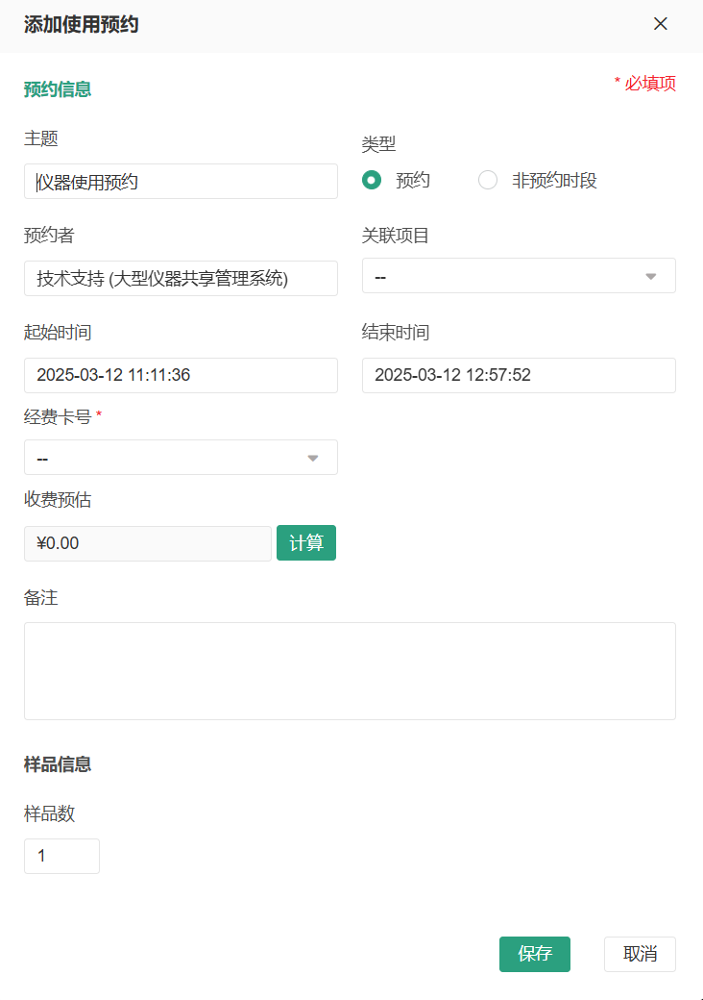 添加使用预约
预约信息
* 必填项
主题
类型
仪器使用预约
预约
非预约时段
预约者
关联项目
技术支持 (大型仪器共享管理系统)
--
起始时间
结束时间
2025-03-12 11:11:36
2025-03-12 12:57:52
经费卡号 *
--
收费预估
¥0.00
计算
备注
样品信息
样品数
1
保存
取消